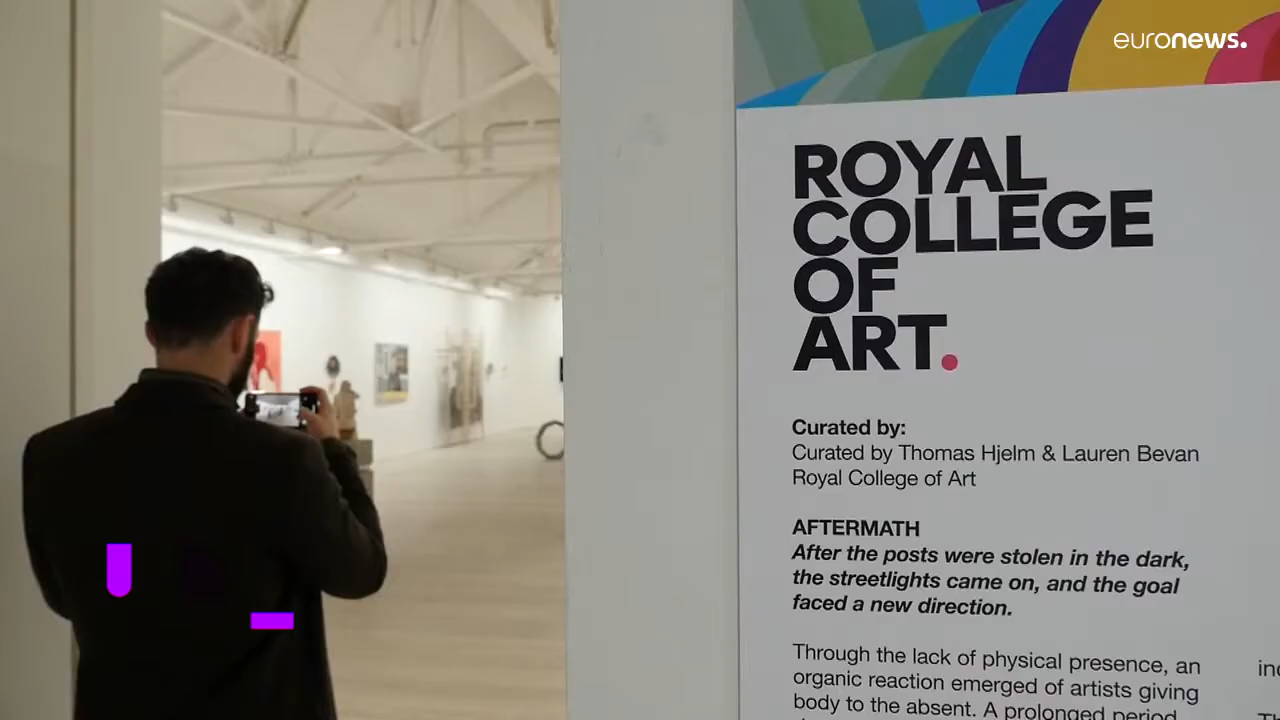 euronews.
ROYAL
COLLEGE
OF
ART.
Curated by:
Curated by Thomas Hjelm & Lauren Bevan
Royal College of Art
AFTERMATH
After the posts were stolen in the dark,
the streetlights came on, and the goal
faced a new direction.
Through the lack of physical presence, an
organic reaction emerged of artists giving
body to the absent. A prolonged period